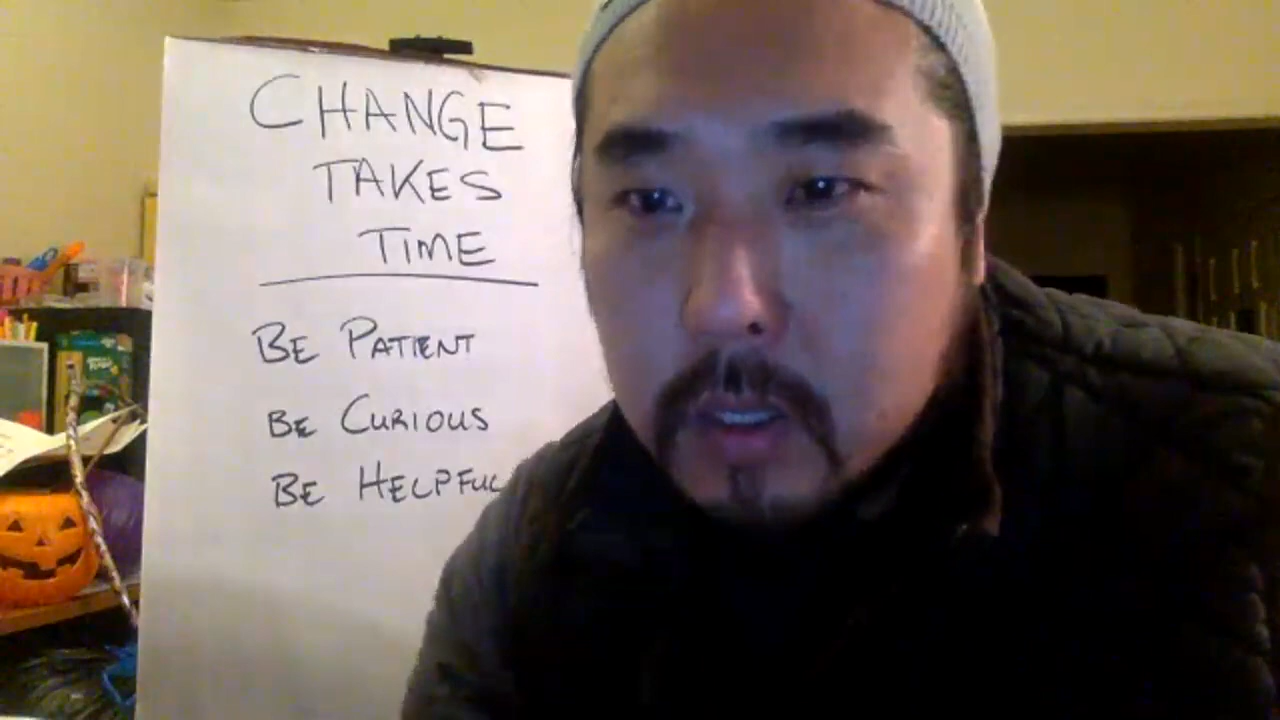 CHANGE
TAKES
TIME
BE PATIENT
BE CURIOUS
BE HELPFUL